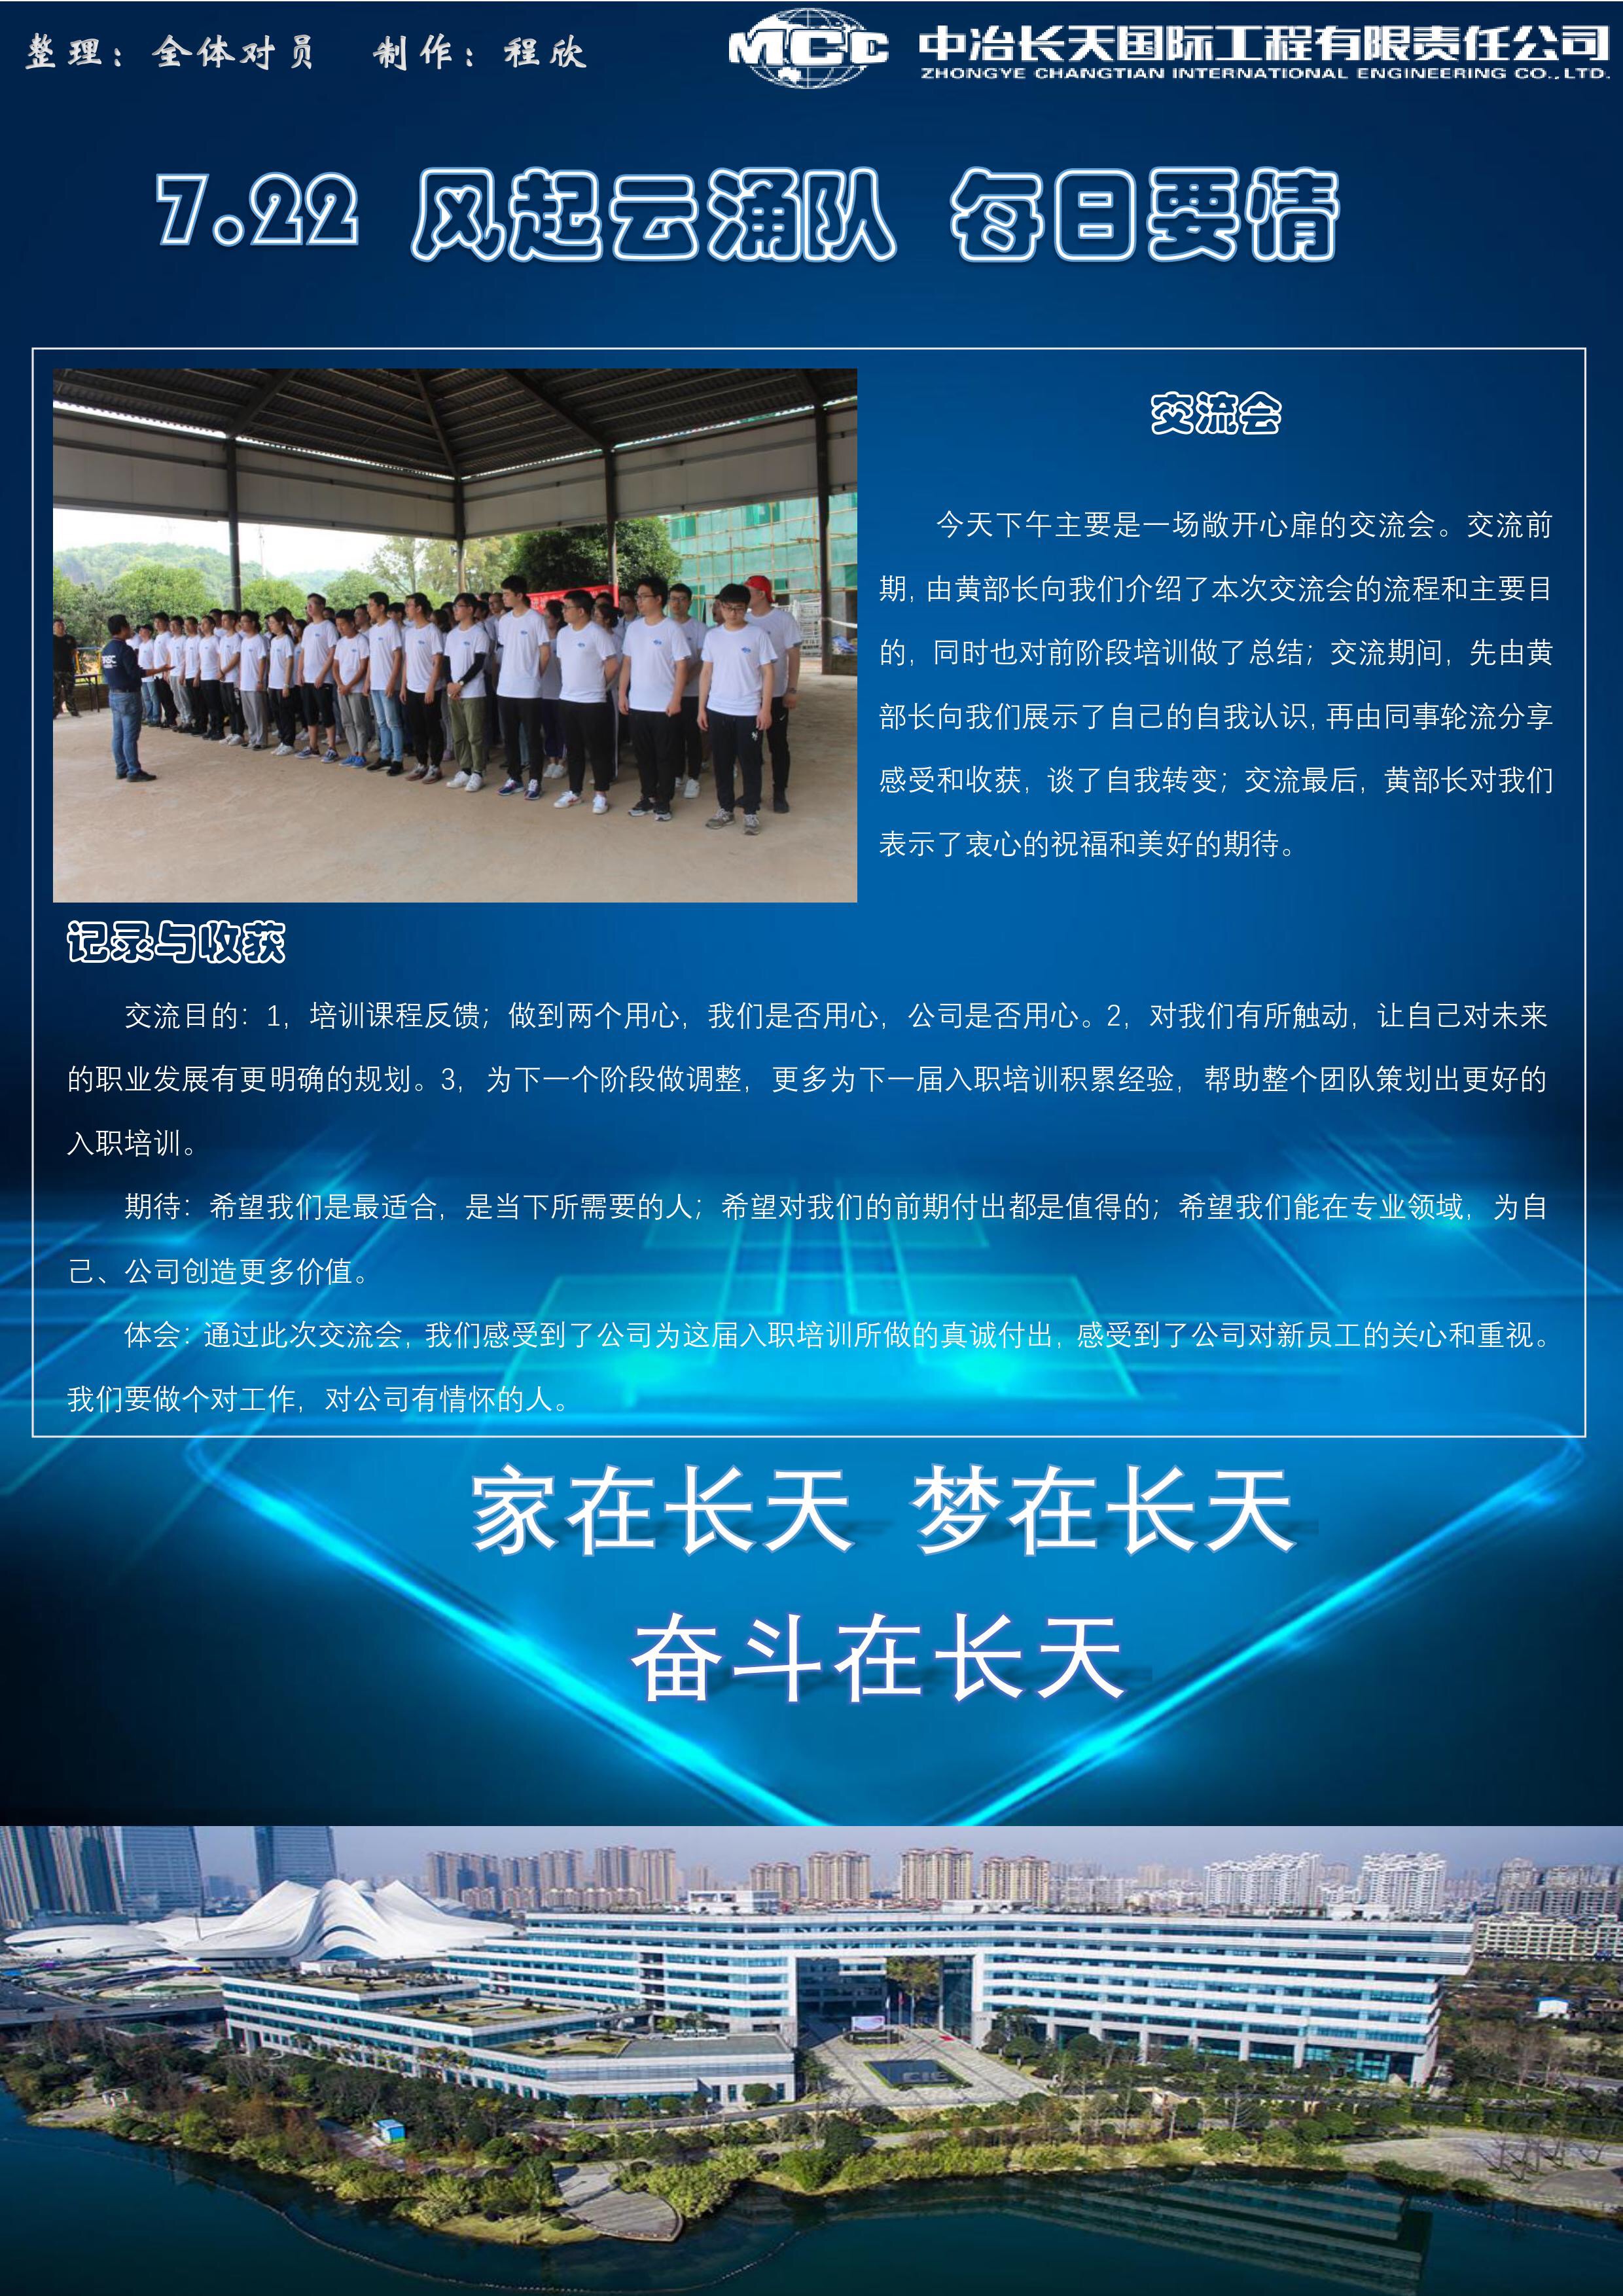 整理：全体对员　制作：程欣
MCC 中冶长天国际工程有限责任公司
ZHONGYE CHANGTIAN INTERNATIONAL ENGINEERING CO.,LTD.
7.22 风起云涌队 每日要情
交流会
今天下午主要是一场敞开心扉的交流会。交流前
期，由黄部长向我们介绍了本次交流会的流程和主要目
的，同时也对前阶段培训做了总结；交流期间，先由黄
部长向我们展示了自己的自我认识，再由同事轮流分享
感受和收获，谈了自我转变；交流最后，黄部长对我们
表示了衷心的祝福和美好的期待。
记录与收获
交流目的：1，培训课程反馈；做到两个用心，我们是否用心，公司是否用心。2，对我们有所触动，让自己对未来
的职业发展有更明确的规划。3，为下一个阶段做调整，更多为下一届入职培训积累经验，帮助整个团队策划出更好的
入职培训。
期待：希望我们是最适合，是当下所需要的人；希望对我们的前期付出都是值得的；希望我们能在专业领域，为自
己、公司创造更多价值。
体会：通过此次交流会，我们感受到了公司为这届入职培训所做的真诚付出，感受到了公司对新员工的关心和重视。
我们要做个对工作，对公司有情怀的人。
家在长天 梦在长天
奋斗在长天